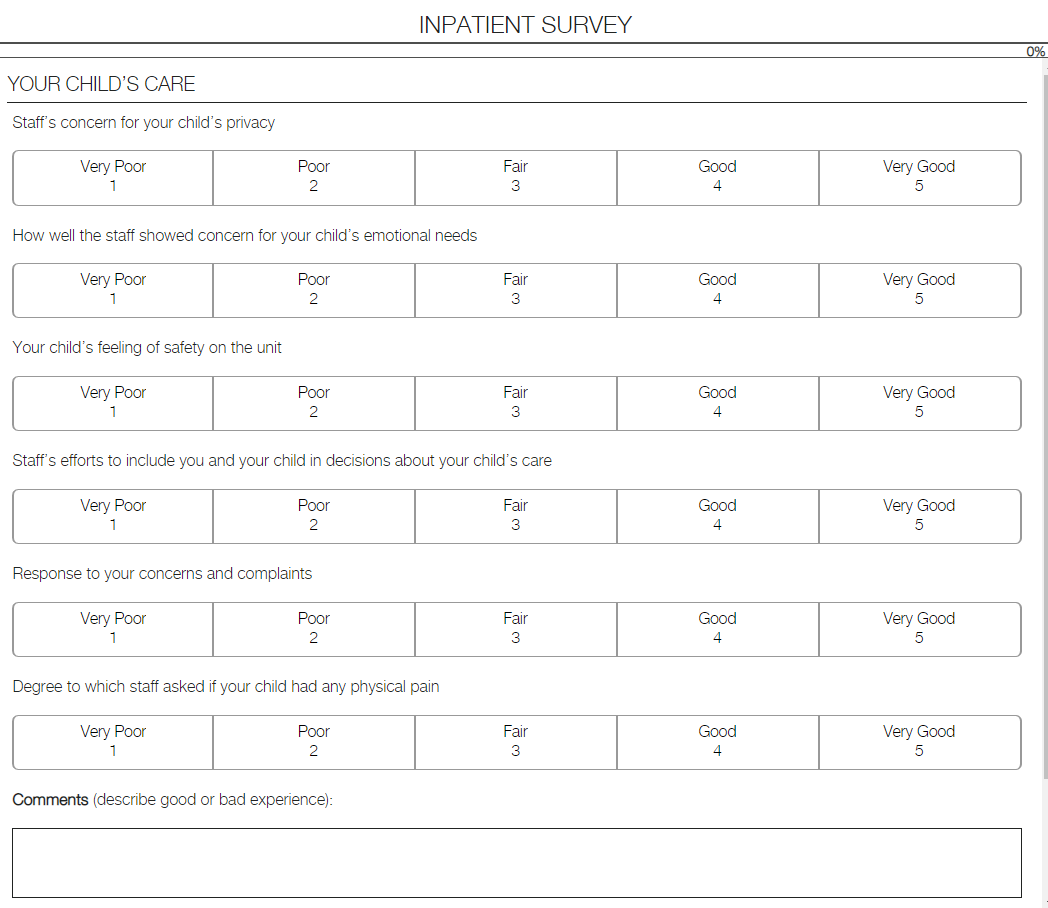 INPATIENT SURVEY
0%
YOUR CHILD’S CARE
Staff’s concern for your child’s privacy
Very Poor Poor Fair Good Very Good
1 2 3 4 5
How well the staff showed concern for your child’s emotional needs
Very Poor Poor Fair Good Very Good
1 2 3 4 5
Your child’s feeling of safety on the unit
Very Poor Poor Fair Good Very Good
1 2 3 4 5
Staff’s efforts to include you and your child in decisions about your child’s care
Very Poor Poor Fair Good Very Good
1 2 3 4 5
Response to your concerns and complaints
Very Poor Poor Fair Good Very Good
1 2 3 4 5
Degree to which staff asked if your child had any physical pain
Very Poor Poor Fair Good Very Good
1 2 3 4 5
Comments (describe good or bad experience):